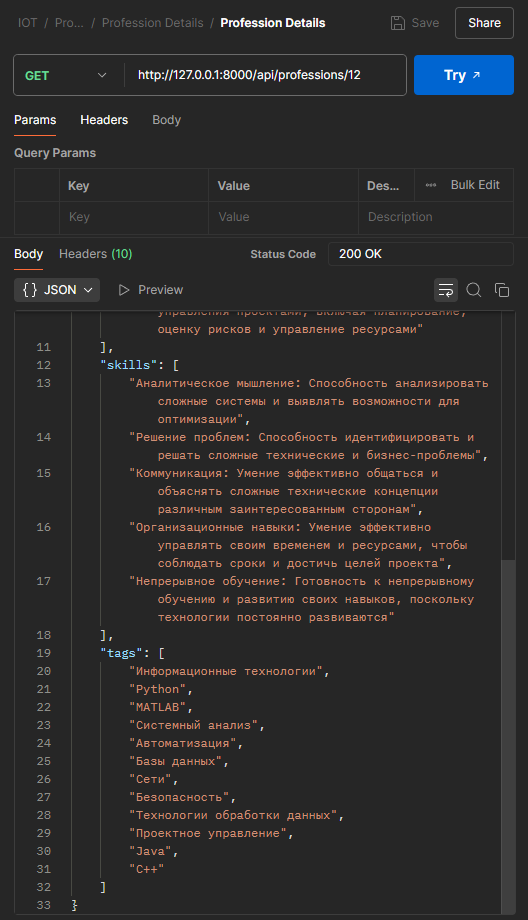 IOT / Pro... / Profession Details / Profession Details Save Share
GET http://127.0.0.1:8000/api/professions/12 Try ↗
Params Headers Body
Query Params
Key Value Des... ••• Bulk Edit
Key Value Description
Body Headers (10) Status Code 200 OK
{} JSON Preview
управления проектами, включая планирование,
оценку рисков и управление ресурсами"
11 ],
12 "skills": [
13 "Аналитическое мышление: Способность анализировать
сложные системы и выявлять возможности для
оптимизации",
14 "Решение проблем: Способность идентифицировать и
решать сложные технические и бизнес-проблемы",
15 "Коммуникация: Умение эффективно общаться и
объяснять сложные технические концепции
различным заинтересованным сторонам",
16 "Организационные навыки: Умение эффективно
управлять своим временем и ресурсами, чтобы
соблюдать сроки и достичь целей проекта",
17 "Непрерывное обучение: Готовность к непрерывному
обучению и развитию своих навыков, поскольку
технологии постоянно развиваются"
18 ],
19 "tags": [
20 "Информационные технологии",
21 "Python",
22 "MATLAB",
23 "Системный анализ",
24 "Автоматизация",
25 "Базы данных",
26 "Сети",
27 "Безопасность",
28 "Технологии обработки данных",
29 "Проектное управление",
30 "Java",
31 "C++"
32 ]
33 }